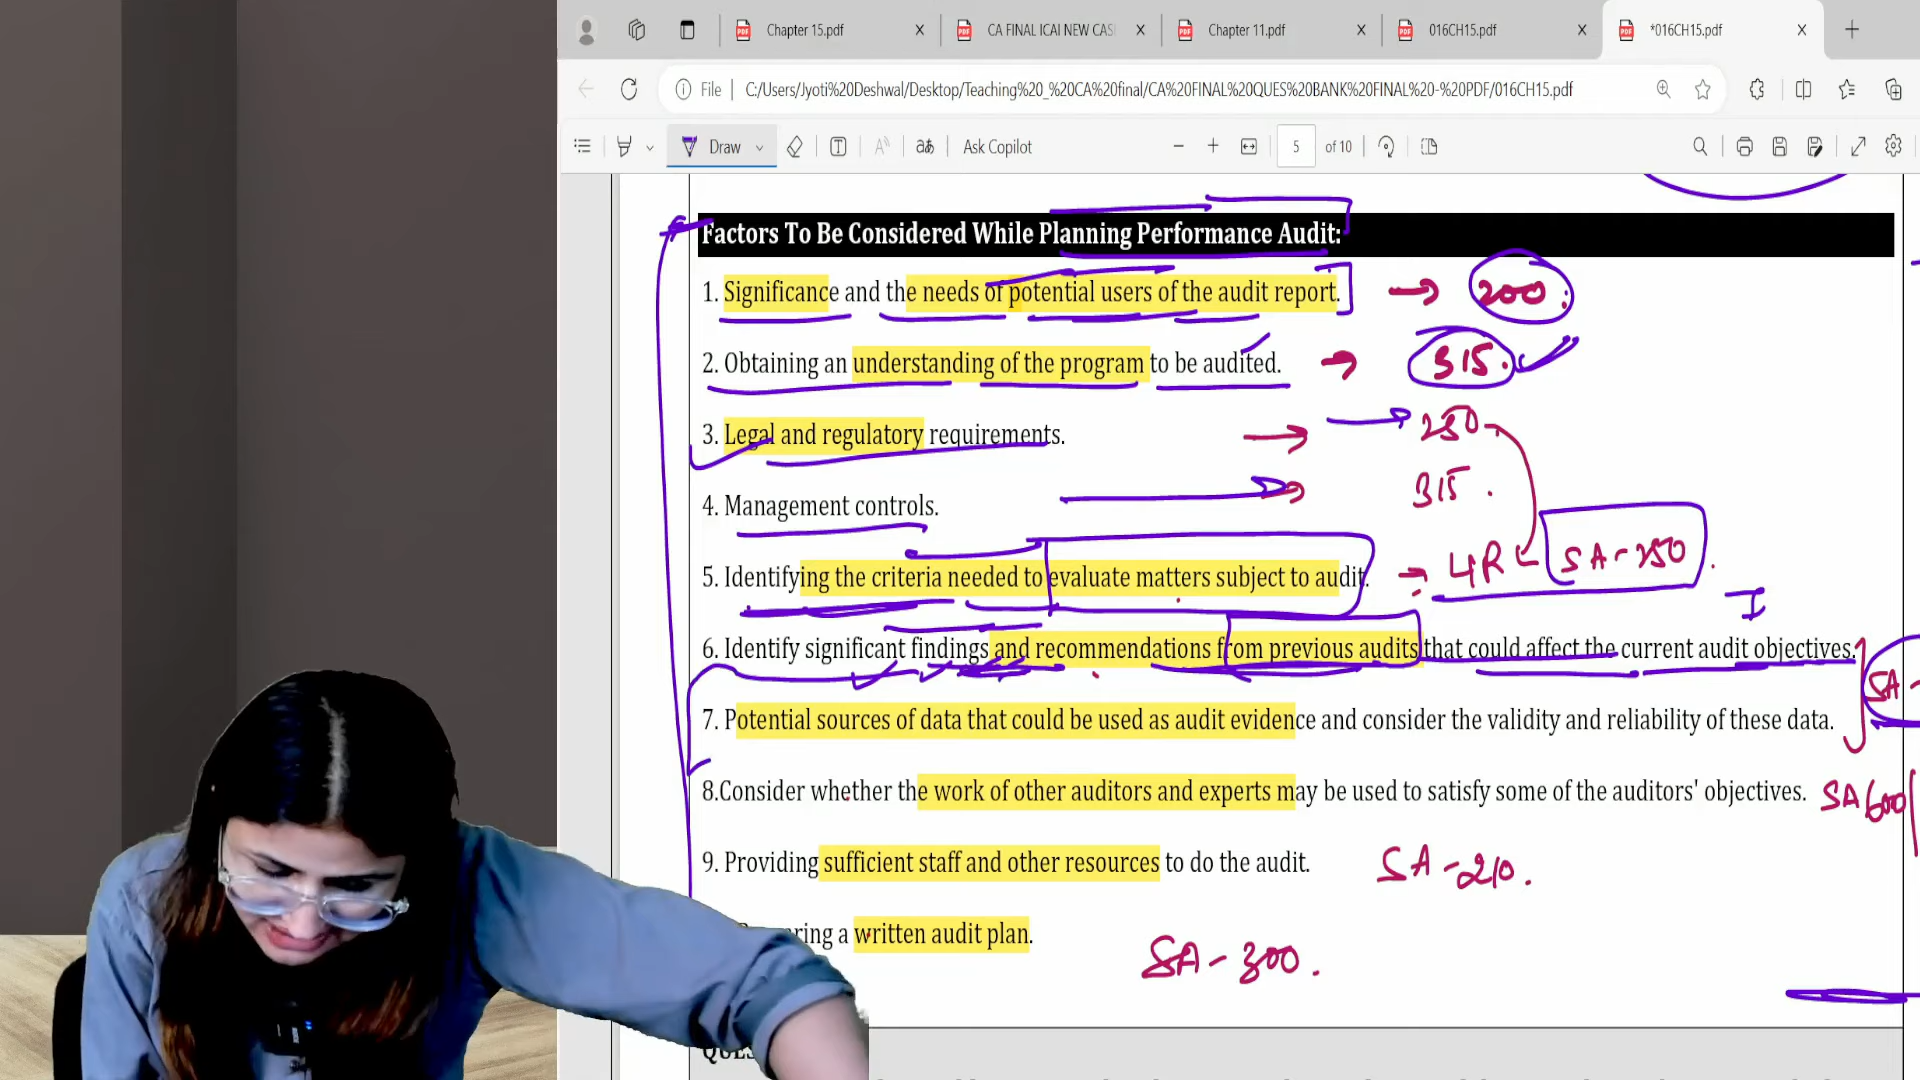 Chapter 15.pdf
CA FINAL ICAI NEW CAS
Chapter 11.pdf
016CH15.pdf
*016CH15.pdf
File
C:/Users/Jyoti%20Deshwal/Desktop/Teaching%20_%20CA%20final/CA%20FINAL%20QUES%20BANK%20FINAL%20-%20PDF/016CH15.pdf
Draw
Ask Copilot
5 of 10
Factors To Be Considered While Planning Performance Audit:
1. Significance and the needs of potential users of the audit report. → 200.
2. Obtaining an understanding of the program to be audited. → 315.
3. Legal and regulatory requirements. → 250
4. Management controls. → 315.
5. Identifying the criteria needed to evaluate matters subject to audit. → 4R SA-250.
6. Identify significant findings and recommendations from previous audits that could affect the current audit objectives.
SA-
7. Potential sources of data that could be used as audit evidence and consider the validity and reliability of these data.
8.Consider whether the work of other auditors and experts may be used to satisfy some of the auditors' objectives. SA 600
9. Providing sufficient staff and other resources to do the audit. SA-210.
a written audit plan. SA-300.